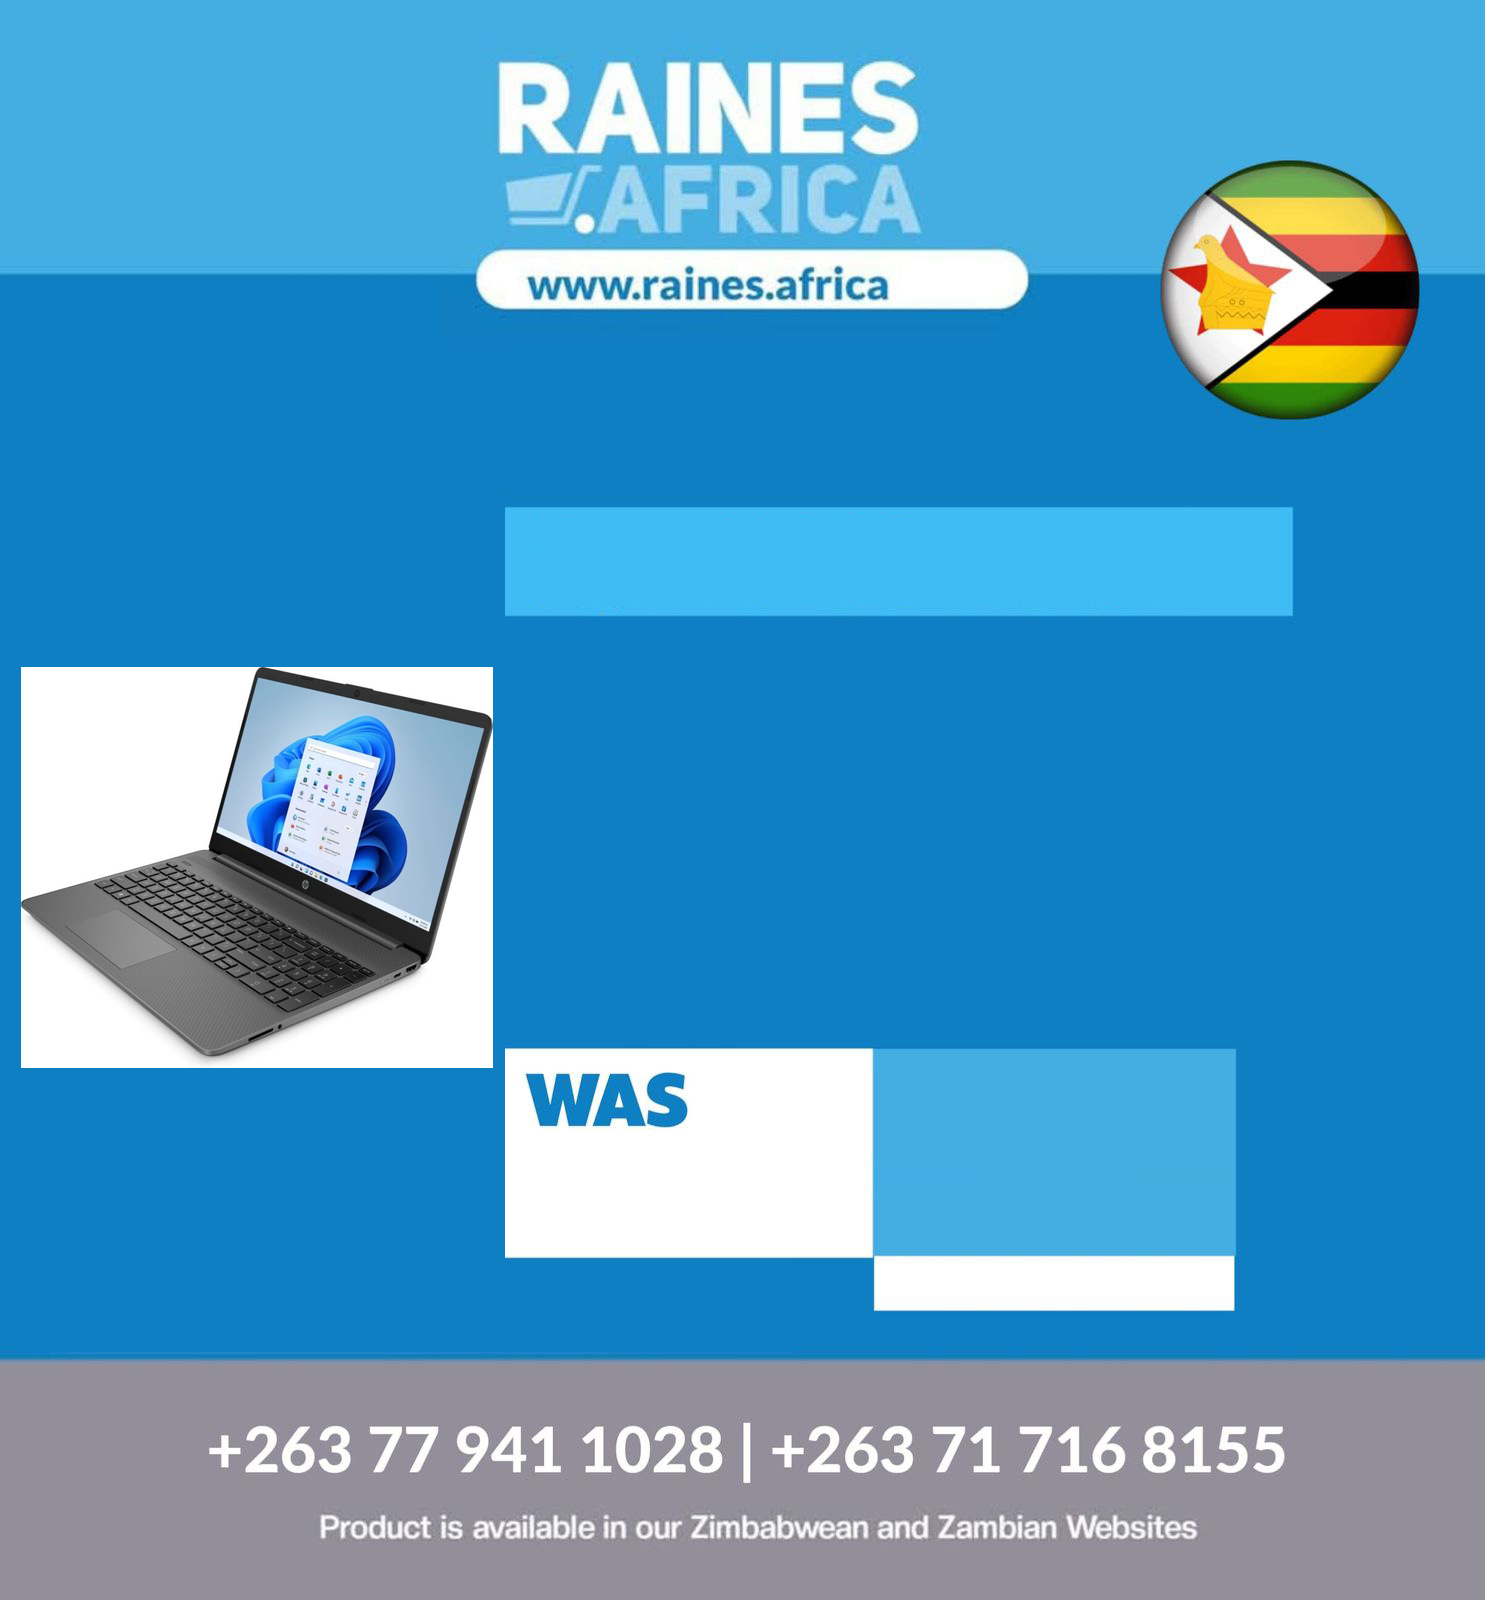 RAINES
.AFRICA
www.raines.africa
WAS
+263 77 941 1028 | +263 71 716 8155
Product is available in our Zimbabwean and Zambian Websites